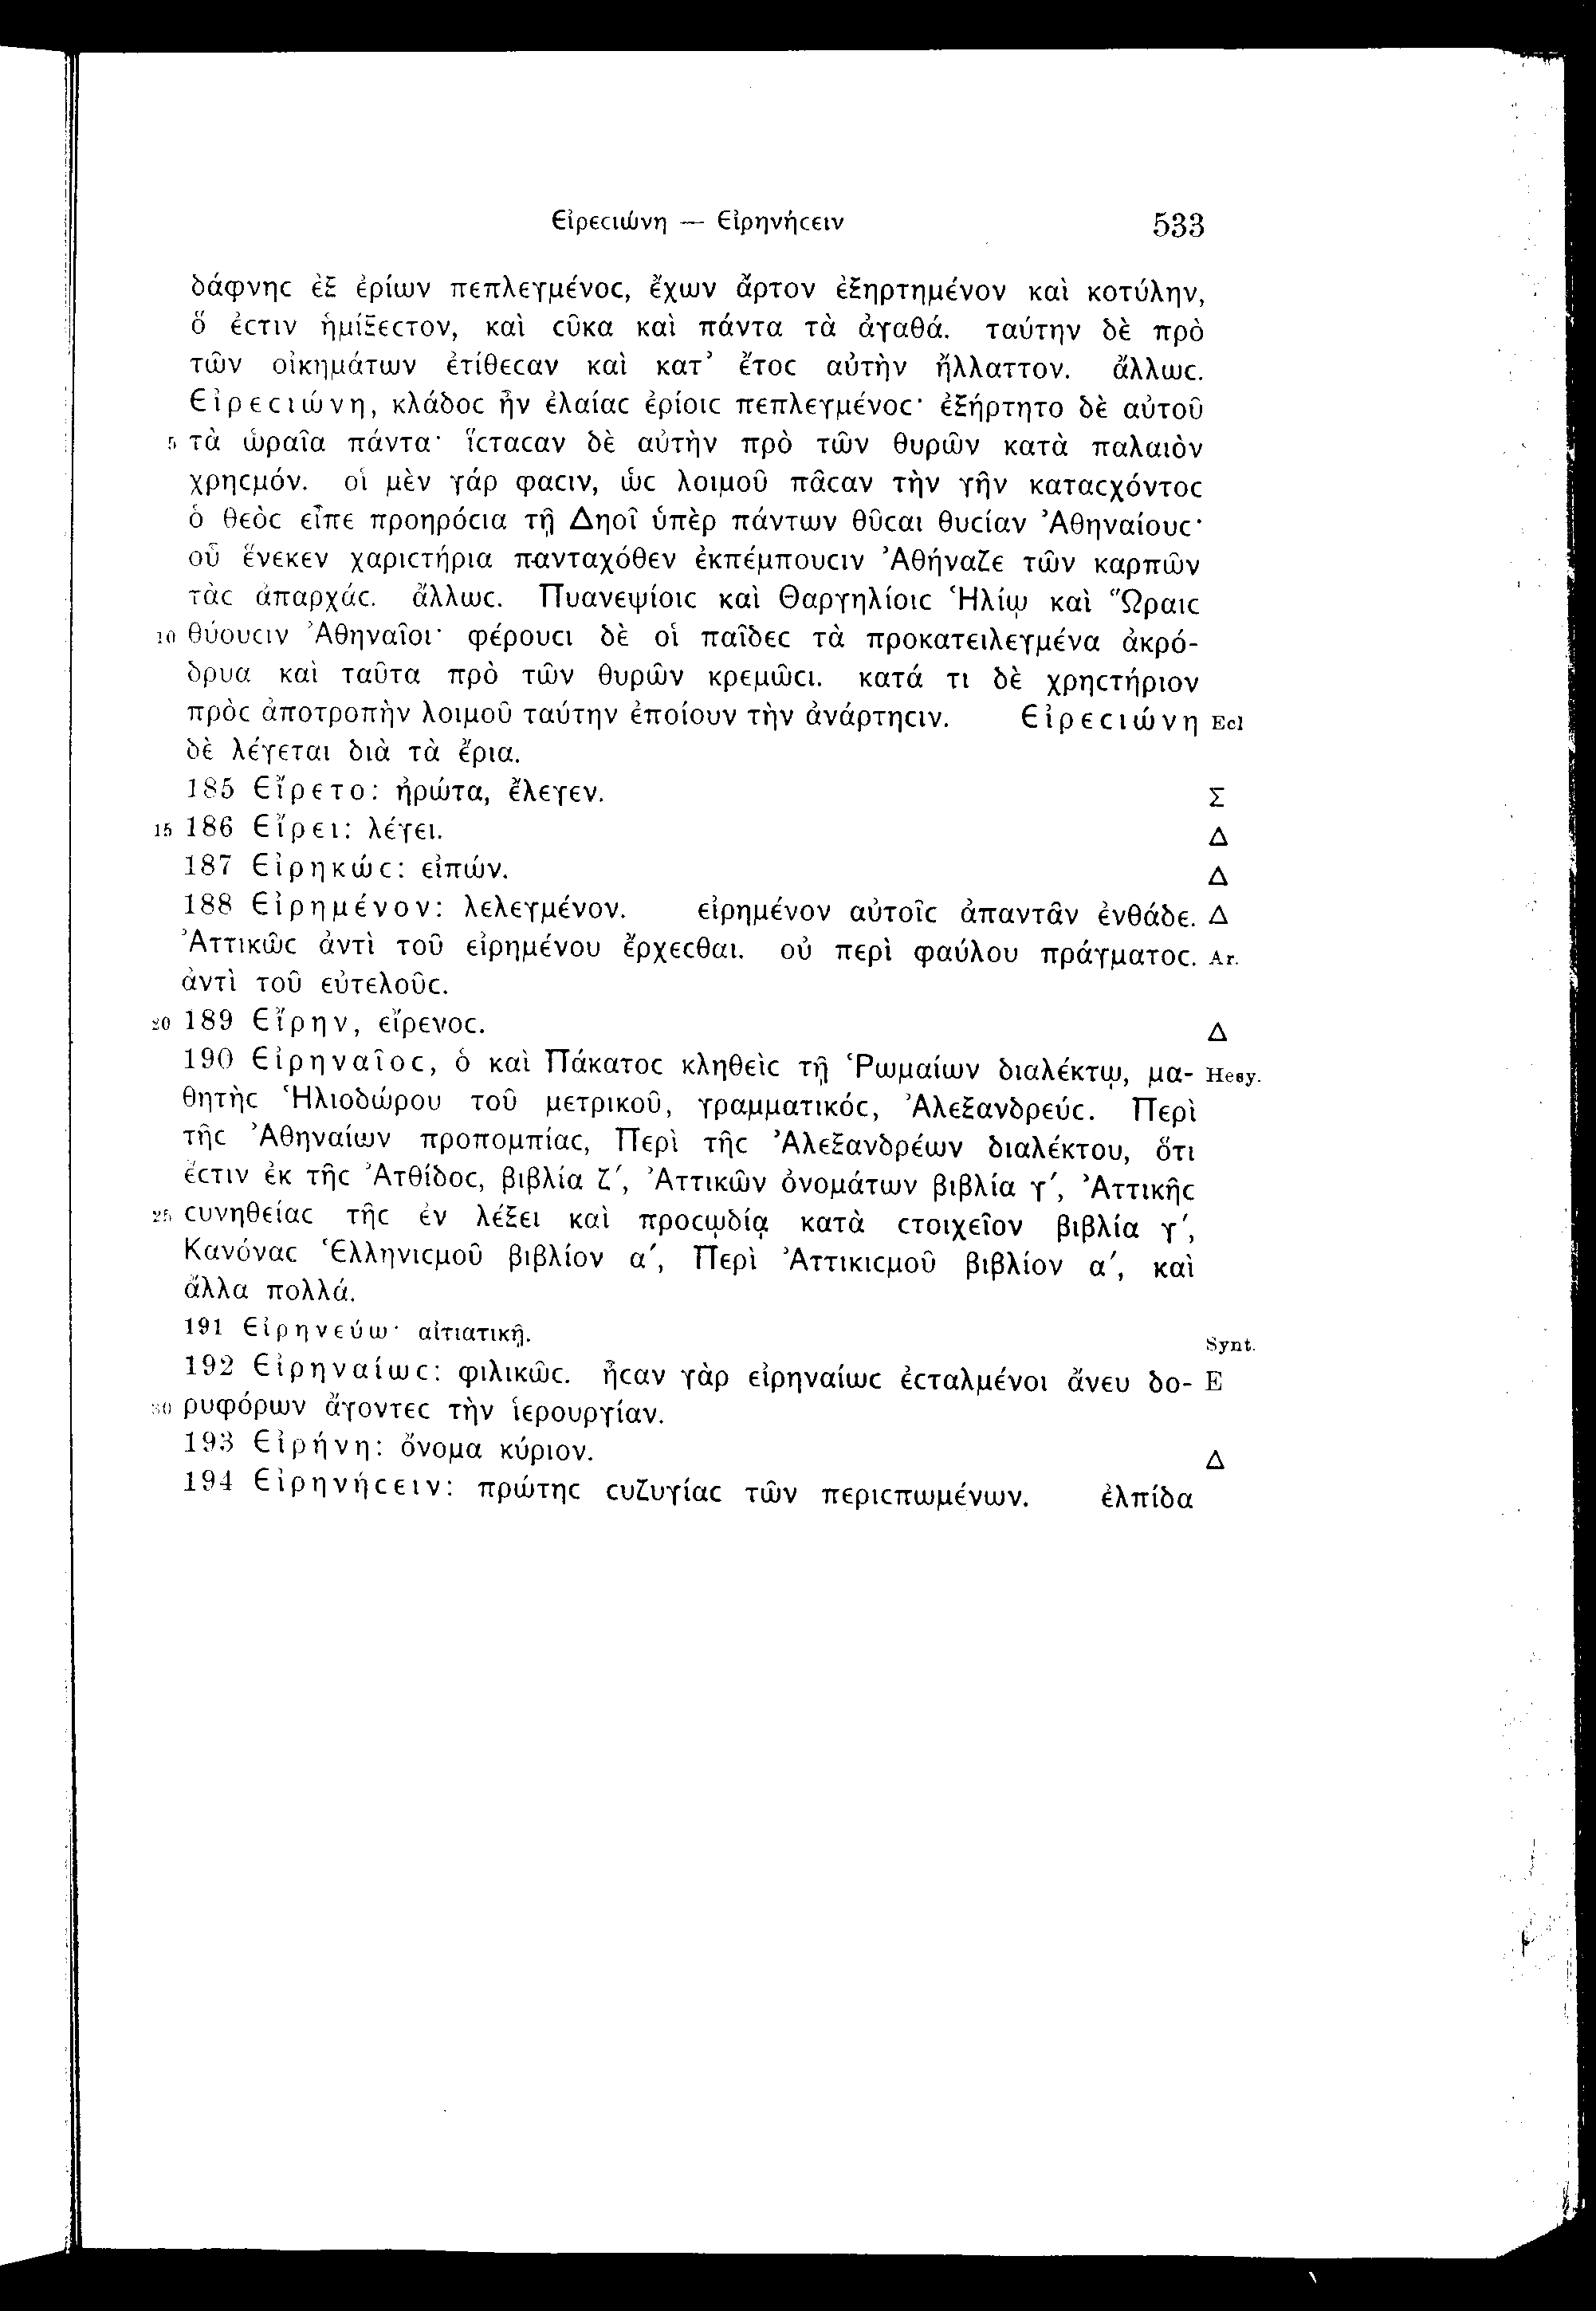 Εἰρεϲιώνη — Εἰρηνήϲειν 533
δάφνηϲ ἐξ ἐρίων πεπλεγμένοϲ, ἔχων ἄρτον ἐξηρτημένον καὶ κοτύλην,
ὅ ἐϲτιν ἡμίξεϲτον, καὶ ϲῦκα καὶ πάντα τὰ ἀγαθά. ταύτην δὲ πρὸ
τῶν οἰκημάτων ἐτίθεϲαν καὶ κατ’ ἔτοϲ αὐτὴν ἤλλαττον. ἄλλωϲ.
Εἰρεϲιώνη, κλάδοϲ ἦν ἐλαίαϲ ἐρίοιϲ πεπλεγμένοϲ· ἐξήρτητο δὲ αὐτοῦ
5 τὰ ὡραῖα πάντα· ἵϲταϲαν δὲ αὐτὴν πρὸ τῶν θυρῶν κατὰ παλαιὸν
χρηϲμόν. οἱ μὲν γάρ φαϲιν, ὡϲ λοιμοῦ πᾶϲαν τὴν γῆν καταϲχόντοϲ
ὁ θεὸϲ εἶπε προηρόϲια τῇ Δηοῖ ὑπὲρ πάντων θῦϲαι θυϲίαν Ἀθηναίουϲ·
οὗ ἕνεκεν χαριϲτήρια πανταχόθεν ἐκπέμπουϲιν Ἀθήναζε τῶν καρπῶν
τὰϲ ἀπαρχάϲ. ἄλλωϲ. Πυανεψίοιϲ καὶ Θαργηλίοιϲ Ἡλίῳ καὶ Ὥραιϲ
10 θύουϲιν Ἀθηναῖοι· φέρουϲι δὲ οἱ παῖδεϲ τὰ προκατειλεγμένα ἀκρό-
δρυα καὶ ταῦτα πρὸ τῶν θυρῶν κρεμῶϲι. κατά τι δὲ χρηϲτήριον
πρὸϲ ἀποτροπὴν λοιμοῦ ταύτην ἐποίουν τὴν ἀνάρτηϲιν. Εἰρεϲιώνη Ecl
δὲ λέγεται διὰ τὰ ἔρια.
185 Εἴρετο: ἠρώτα, ἔλεγεν. Σ
15 186 Εἴρει: λέγει. Δ
187 Εἰρηκώϲ: εἰπών. Δ
188 Εἰρημένον: λελεγμένον. εἰρημένον αὐτοῖϲ ἀπαντᾶν ἐνθάδε. Δ
Ἀττικῶϲ ἀντὶ τοῦ εἰρημένου ἔρχεϲθαι. οὐ περὶ φαύλου πράγματοϲ. Ar.
ἀντὶ τοῦ εὐτελοῦϲ.
20 189 Εἴρην, εἴρενοϲ. Δ
190 Εἰρηναῖοϲ, ὁ καὶ Πάκατοϲ κληθεὶϲ τῇ Ῥωμαίων διαλέκτῳ, μα- Hesy.
θητὴϲ Ἡλιοδώρου τοῦ μετρικοῦ, γραμματικόϲ, Ἀλεξανδρεύϲ. Περὶ
τῆϲ Ἀθηναίων προπομπίαϲ, Περὶ τῆϲ Ἀλεξανδρέων διαλέκτου, ὅτι
ἔϲτιν ἐκ τῆϲ Ἀτθίδοϲ, βιβλία ζ′, Ἀττικῶν ὀνομάτων βιβλία γ′, Ἀττικῆϲ
25 ϲυνηθείαϲ τῆϲ ἐν λέξει καὶ προϲῳδίᾳ κατὰ ϲτοιχεῖον βιβλία γ′,
Κανόναϲ Ἑλληνιϲμοῦ βιβλίον α′, Περὶ Ἀττικιϲμοῦ βιβλίον α′, καὶ
ἄλλα πολλά.
191 Εἰρηνεύω· αἰτιατικῇ. Synt.
192 Εἰρηναίωϲ: φιλικῶϲ. ἦϲαν γὰρ εἰρηναίωϲ ἐϲταλμένοι ἄνευ δο- E
30 ρυφόρων ἄγοντεϲ τὴν ἱερουργίαν.
193 Εἰρήνη: ὄνομα κύριον. Δ
194 Εἰρηνήϲειν: πρώτηϲ ϲυζυγίαϲ τῶν περιϲπωμένων. ἐλπίδα